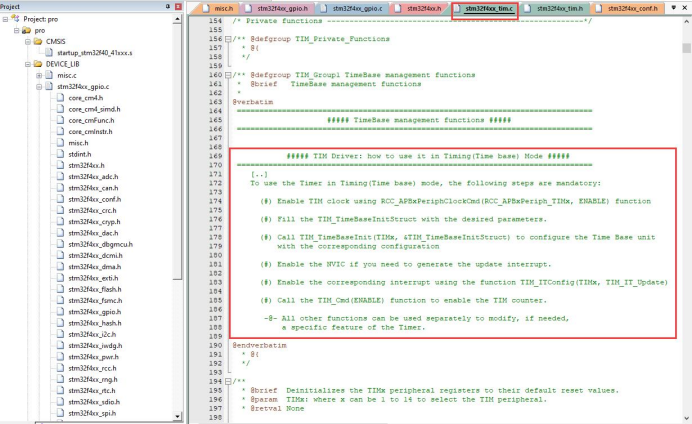 Project
Project: pro
pro
CMSIS
startup_stm32f40_41xxx.s
DEVICE_LIB
misc.c
stm32f4xx_gpio.c
core_cm4.h
core_cm4_simd.h
core_cmFunc.h
core_cmInstr.h
misc.h
stdint.h
stm32f4xx.h
stm32f4xx_adc.h
stm32f4xx_can.h
stm32f4xx_conf.h
stm32f4xx_crc.h
stm32f4xx_cryp.h
stm32f4xx_dac.h
stm32f4xx_dbgmcu.h
stm32f4xx_dcmi.h
stm32f4xx_dma.h
stm32f4xx_exti.h
stm32f4xx_flash.h
stm32f4xx_fsmc.h
stm32f4xx_gpio.h
stm32f4xx_hash.h
stm32f4xx_i2c.h
stm32f4xx_iwdg.h
stm32f4xx_pwr.h
stm32f4xx_rcc.h
stm32f4xx_rng.h
stm32f4xx_rtc.h
stm32f4xx_sdio.h
stm32f4xx_spi.h
misc.h stm32f4xx_gpio.h stm32f4xx_gpio.c stm32f4xx.h stm32f4xx_tim.c stm32f4xx_tim.h stm32f4xx_conf.h
154 /* Private functions ---------------------------------------------------------*/
155
156 /** @defgroup TIM_Private_Functions
157 * @{
158 */
159
160 /** @defgroup TIM_Group1 TimeBase management functions
161 * @brief TimeBase management functions
162 *
163 @verbatim
164 ===============================================================================
165 ##### TimeBase management functions #####
166 ===============================================================================
167
168
169 ##### TIM Driver: how to use it in Timing(Time base) Mode #####
170 ===============================================================================
171 [..]
172 To use the Timer in Timing(Time base) mode, the following steps are mandatory:
173
174 (#) Enable TIM clock using RCC_APBxPeriphClockCmd(RCC_APBxPeriph_TIMx, ENABLE) function
175
176 (#) Fill the TIM_TimeBaseInitStruct with the desired parameters.
177
178 (#) Call TIM_TimeBaseInit(TIMx, &TIM_TimeBaseInitStruct) to configure the Time Base unit
179 with the corresponding configuration
180
181 (#) Enable the NVIC if you need to generate the update interrupt.
182
183 (#) Enable the corresponding interrupt using the function TIM_ITConfig(TIMx, TIM_IT_Update)
184
185 (#) Call the TIM_Cmd(ENABLE) function to enable the TIM counter.
186
187 -@- All other functions can be used separately to modify, if needed,
188 a specific feature of the Timer.
189
190 @endverbatim
191 * @{
192 */
193
194 /**
195 * @brief Deinitializes the TIMx peripheral registers to their default reset values.
196 * @param TIMx: where x can be 1 to 14 to select the TIM peripheral.
197 * @retval None
198